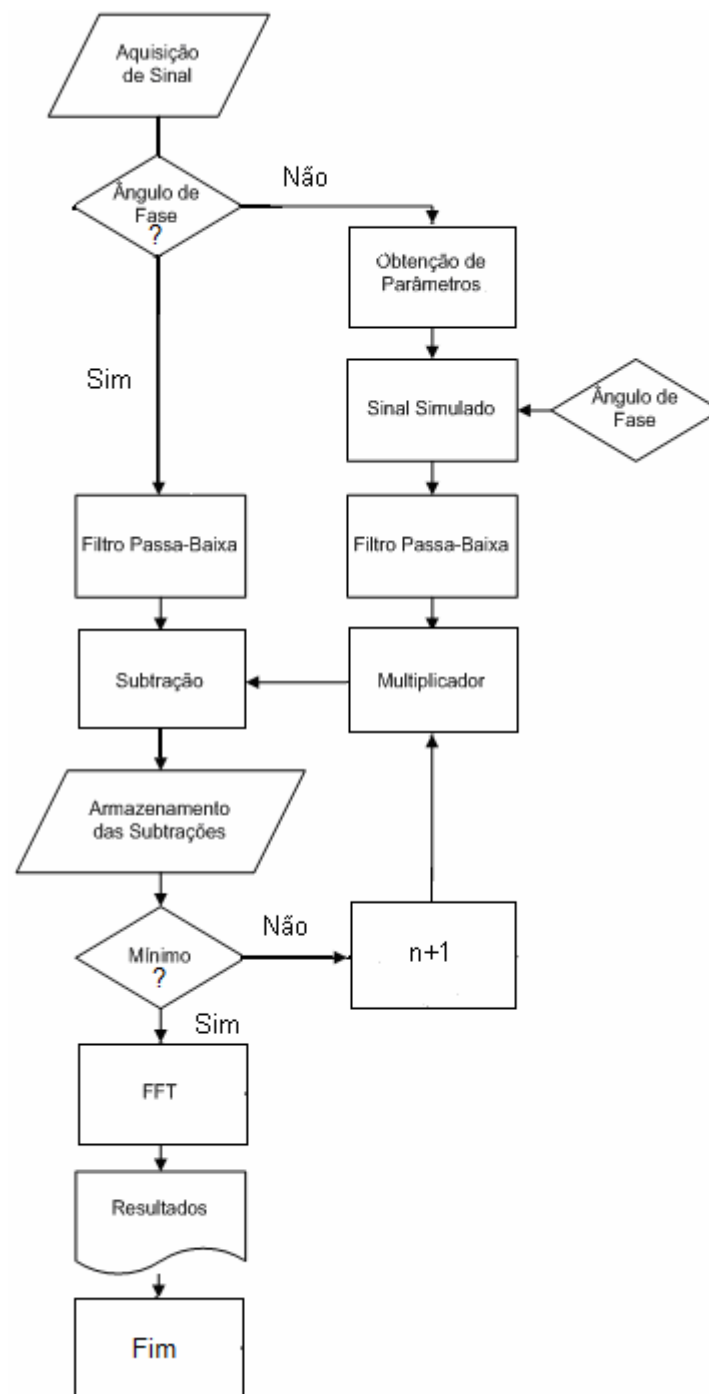 Aquisição
de Sinal
Ângulo de
Fase
?
Não
Obtenção de
Parâmetros
Sim
Sinal Simulado
Ângulo de
Fase
Filtro Passa-Baixa
Filtro Passa-Baixa
Subtração
Multiplicador
Armazenamento
das Subtrações
Mínimo
?
Não
n+1
Sim
FFT
Resultados
Fim